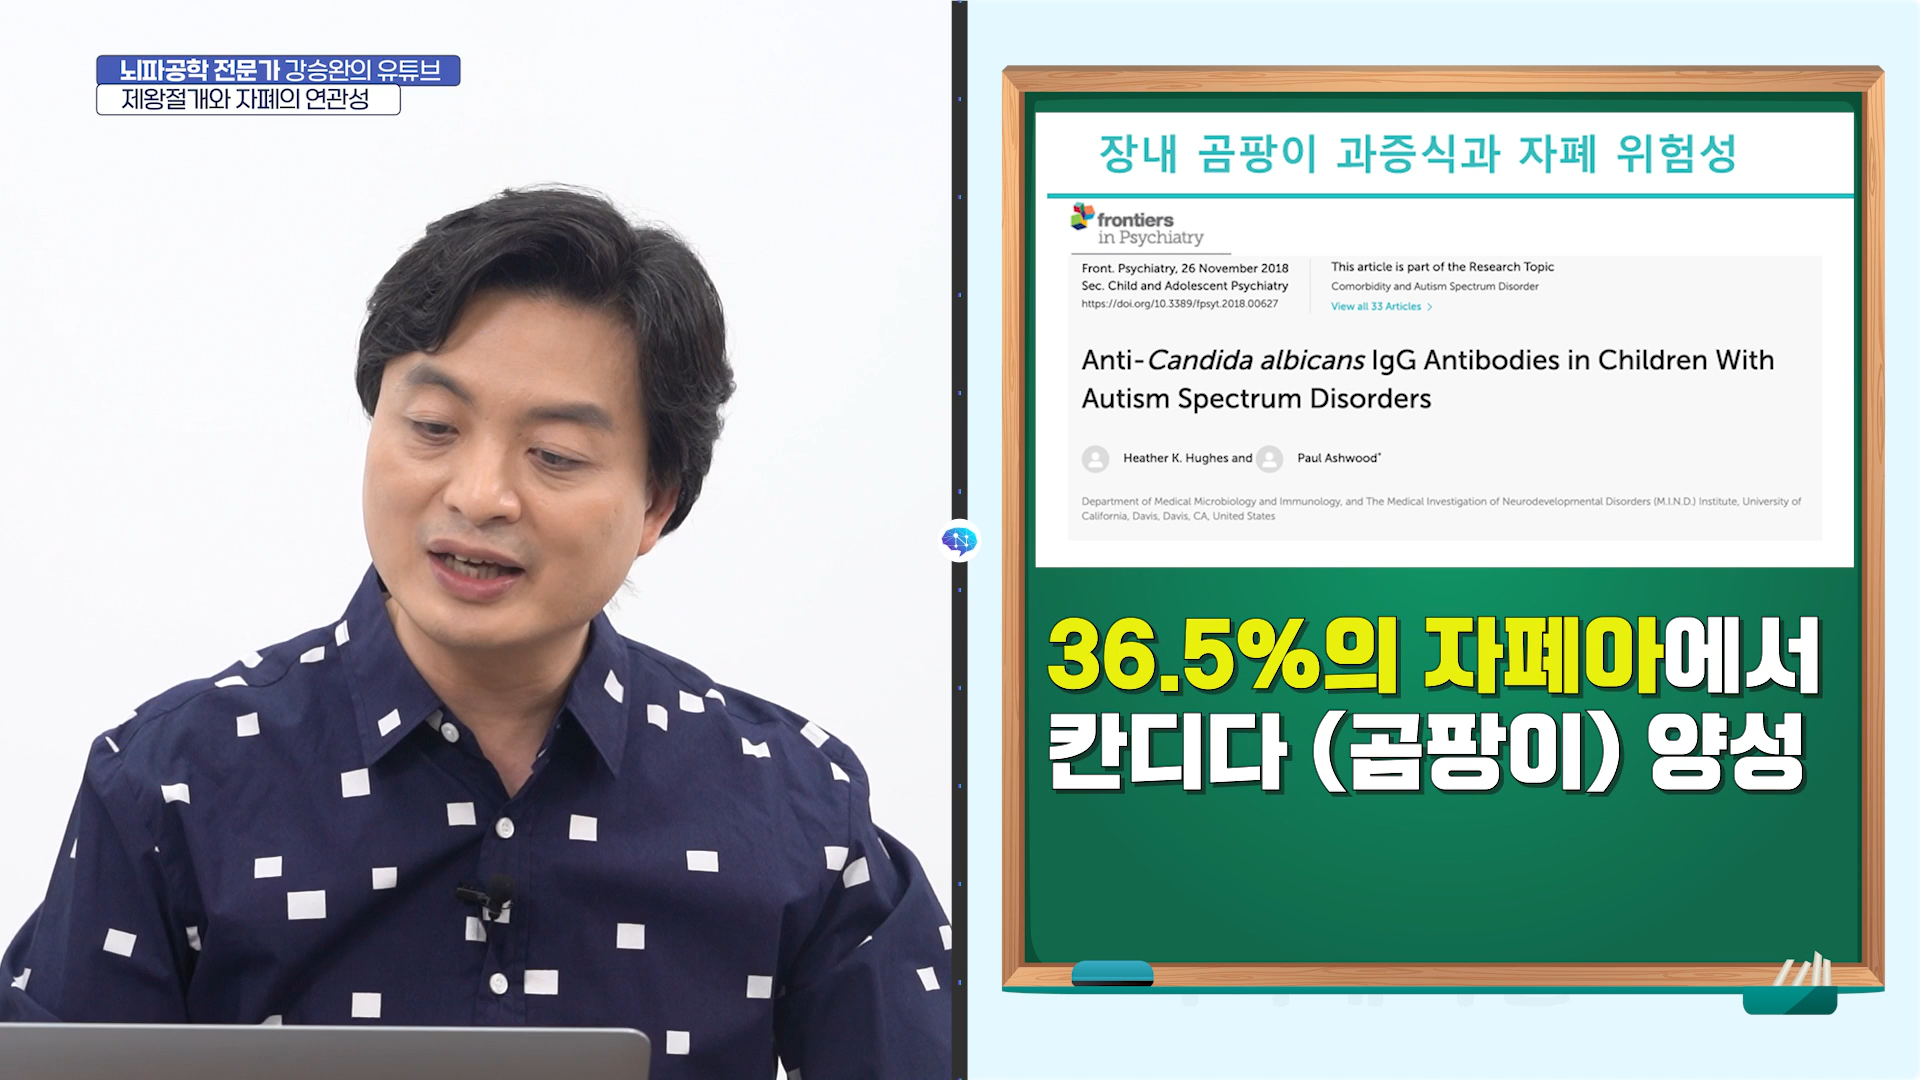 뇌파공학 전문가 강승완의 유튜브
제왕절개와 자폐의 연관성
장내 곰팡이 과증식과 자폐 위험성
frontiers
in Psychiatry
Front. Psychiatry, 26 November 2018
Sec. Child and Adolescent Psychiatry
https://doi.org/10.3389/fpsyt.2018.00627
This article is part of the Research Topic
Comorbidity and Autism Spectrum Disorder
View all 33 Articles >
Anti-Candida albicans IgG Antibodies in Children With
Autism Spectrum Disorders
Heather K. Hughes and Paul Ashwood*
Department of Medical Microbiology and Immunology, and The Medical Investigation of Neurodevelopmental Disorders (M.I.N.D.) Institute, University of
California, Davis, Davis, CA, United States
36.5%의 자폐아에서
칸디다 (곰팡이) 양성